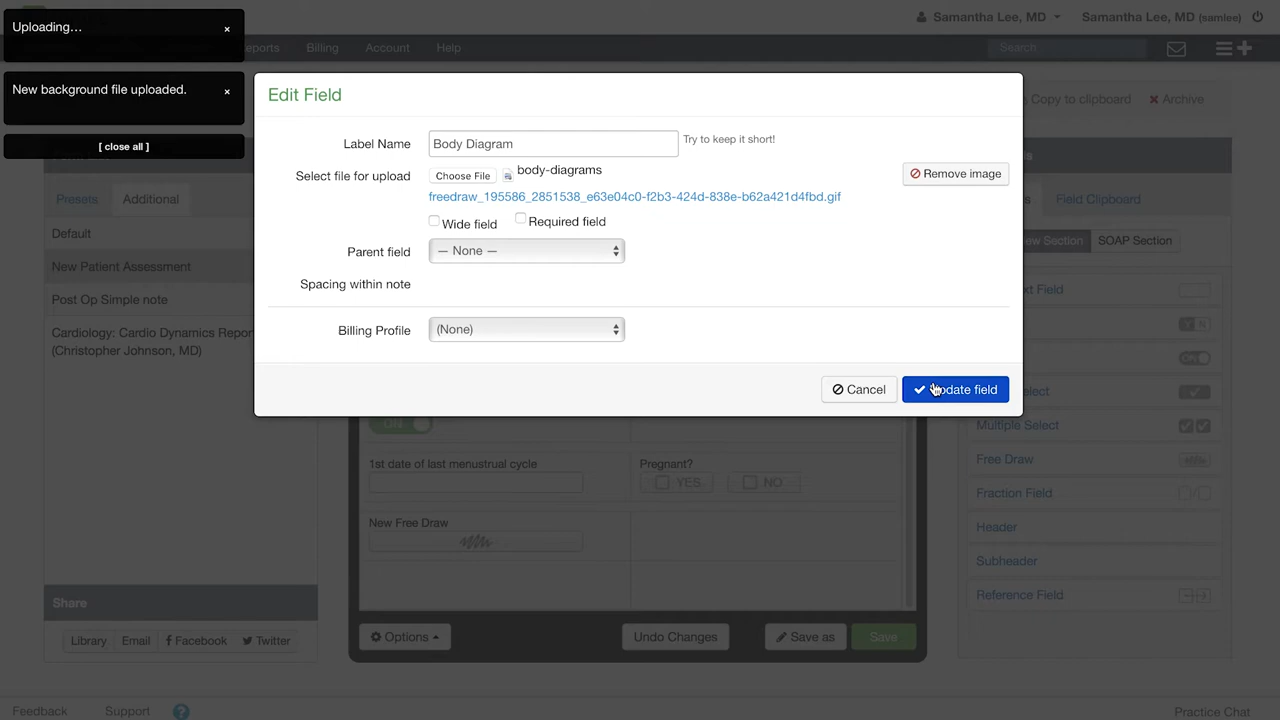 Uploading...
×
New background file uploaded.
×
[ close all ]
Samantha Lee, MD
Samantha Lee, MD (samlee)
eports
Billing
Account
Help
Search
Copy to clipboard
Archive
Edit Field
Label Name
Body Diagram
Try to keep it short!
Select file for upload
Choose File
body-diagrams
freedraw_195586_2851538_e63e04c0-f2b3-424d-838e-b62a421d4fbd.gif
Remove image
Wide field
Required field
Parent field
— None —
Spacing within note
Billing Profile
(None)
Cancel
Update field
Presets
Additional
Default
New Patient Assessment
Post Op Simple note
Cardiology: Cardio Dynamics Repor
(Christopher Johnson, MD)
Share
Library
Email
Facebook
Twitter
ON
1st date of last menstrual cycle
Pregnant?
YES
NO
New Free Draw
Options
Undo Changes
Save as
Save
Field Clipboard
ew Section
SOAP Section
xt Field
Y N
ON
elect
Multiple Select
Free Draw
Fraction Field
Header
Subheader
Reference Field
Feedback
Support
?
Practice Chat